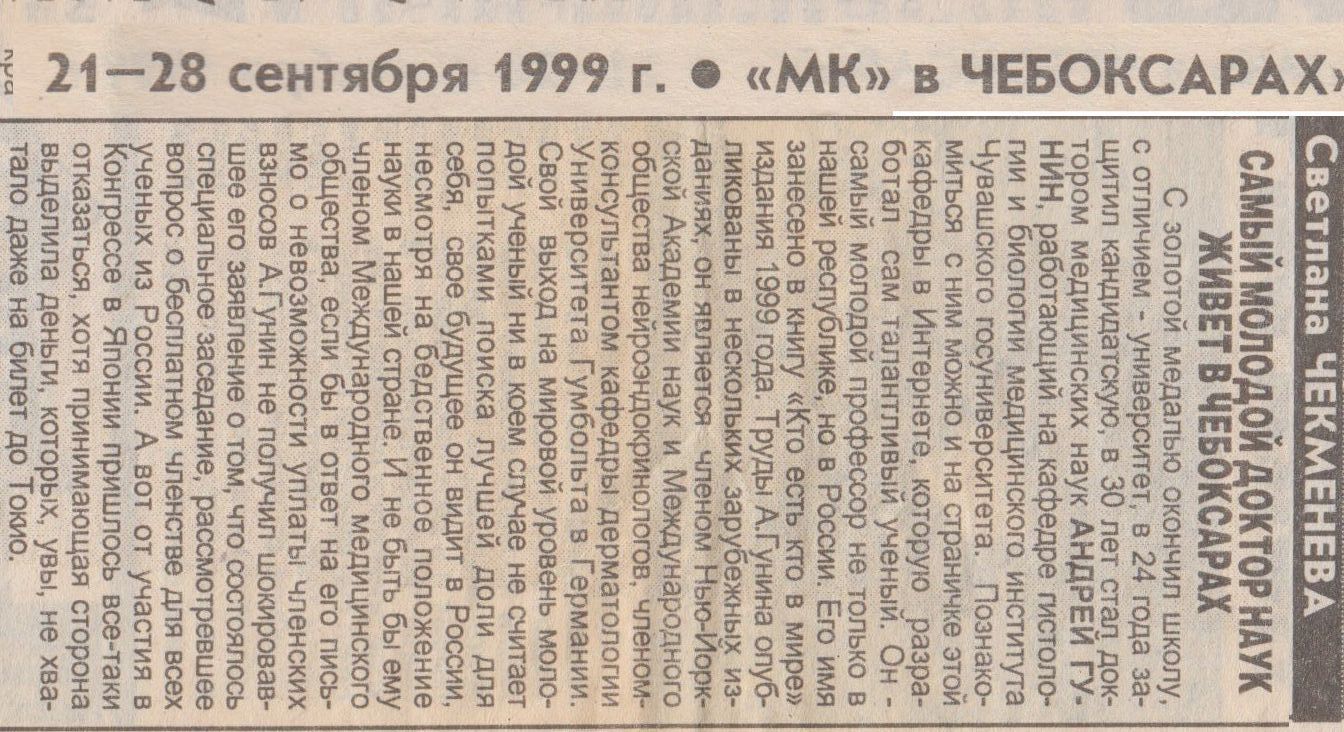 21—28 сентября 1999 г. ● «МК» в ЧЕБОКСАРАХ»
Светлана ЧЕКМЕНЕВА
САМЫЙ МОЛОДОЙ ДОКТОР НАУК
ЖИВЕТ В ЧЕБОКСАРАХ
С золотой медалью окончил школу,
с отличием - университет, в 24 года за-
щитил кандидатскую, в 30 лет стал док-
тором медицинских наук АНДРЕЙ ГУ-
НИН, работающий на кафедре гистоло-
гии и биологии медицинского института
Чувашского госуниверситета. Познако-
миться с ним можно и на страничке этой
кафедры в Интернете, которую разра-
ботал сам талантливый ученый. Он -
самый молодой профессор не только в
нашей республике, но в России. Его имя
занесено в книгу «Кто есть кто в мире»
издания 1999 года. Труды А.Гунина опуб-
ликованы в нескольких зарубежных из-
даниях, он является членом Нью-Йорк-
ской Академии наук и Международного
общества нейроэндокринологов, членом-
консультантом кафедры дерматологии
Университета Гумбольта в Германии.
Свой выход на мировой уровень моло-
дой ученый ни в коем случае не считает
попытками поиска лучшей доли для
себя, свое будущее он видит в России,
несмотря на бедственное положение
науки в нашей стране. И не быть бы ему
членом Международного медицинского
общества, если бы в ответ на его пись-
мо о невозможности уплаты членских
взносов А.Гунин не получил шокировав-
шее его заявление о том, что состоялось
специальное заседание, рассмотревшее
вопрос о бесплатном членстве для всех
ученых из России. А вот от участия в
Конгрессе в Японии пришлось все-таки
отказаться, хотя принимающая сторона
выделила деньги, которых, увы, не хва-
тало даже на билет до Токио.